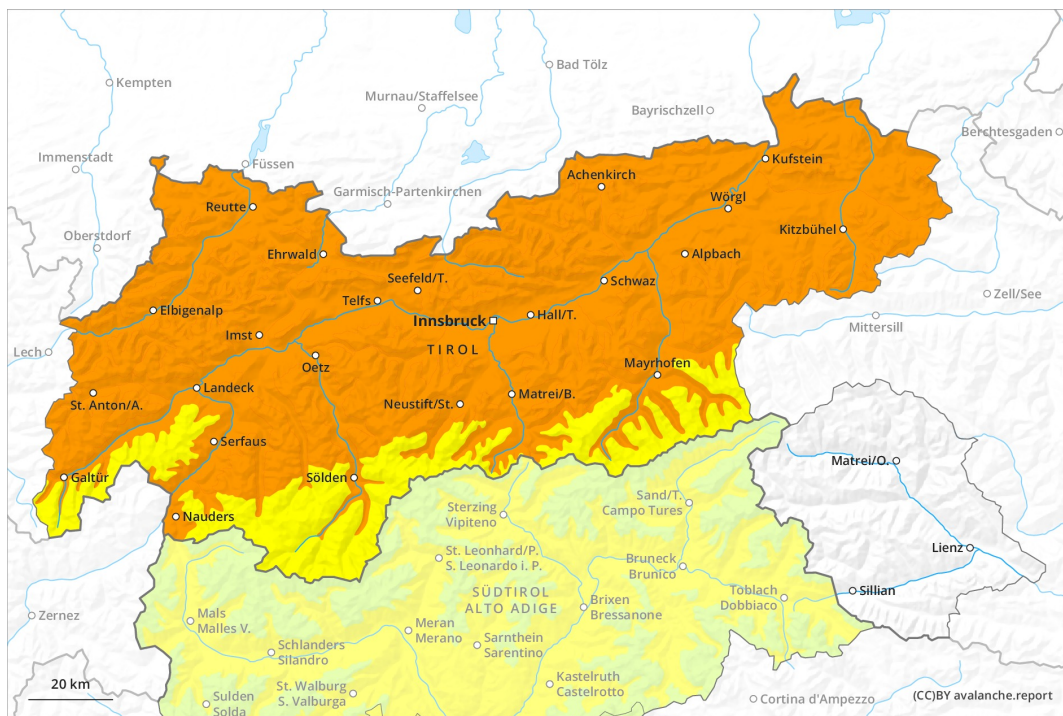 Kempten
Bad Tölz
Murnau/Staffelsee
Bayrischzell
Berchtesgaden
Immenstadt
Füssen
Kufstein
Achenkirch
Garmisch-Partenkirchen
Wörgl
Reutte
Oberstdorf
Kitzbühel
Ehrwald
Alpbach
Seefeld/T.
Schwaz
Zell/See
Telfs
Elbigenalp
Hall/T.
Innsbruck
Mittersill
Imst
TIROL
Lech
Mayrhofen
Oetz
Landeck
St. Anton/A.
Matrei/B.
Neustift/St.
Serfaus
Matrei/O.
Galtür
Sölden
Sand/T.
Campo Tures
Sterzing
Vipiteno
Nauders
Lienz
St. Leonhard/P.
S. Leonardo i. P.
Bruneck
Brunico
Sillian
SÜDTIROL
ALTO ADIGE
Toblach
Dobbiaco
Brixen
Bressanone
Zernez
Mals
Malles V.
Meran
Merano
Sarnthein
Sarentino
Schlanders
Silandro
Kastelruth
Castelrotto
20 km
St. Walburg
S. Valburga
Sulden
Solda
Cortina d'Ampezzo
(CC)BY avalanche.report